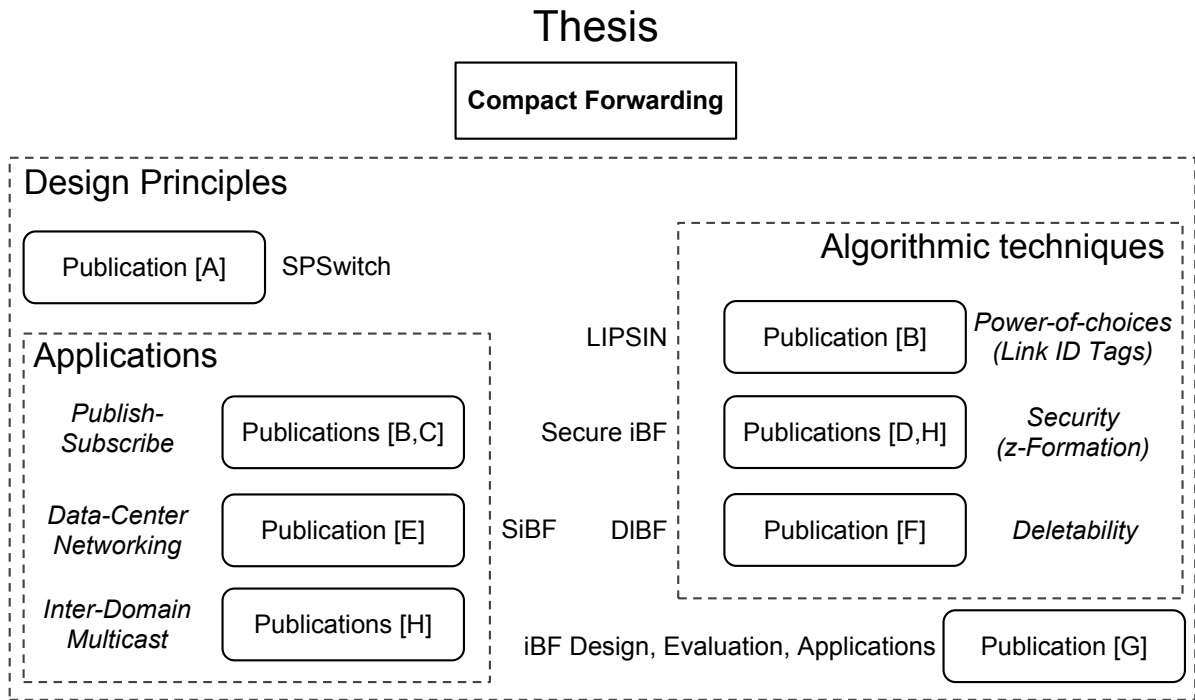 Thesis
Compact Forwarding
Design Principles
Publication [A]
SPSwitch
Applications
Publish-
Subscribe
Publications [B,C]
Data-Center
Networking
Publication [E]
SiBF
Inter-Domain
Multicast
Publications [H]
Algorithmic techniques
LIPSIN
Publication [B]
Power-of-choices
(Link ID Tags)
Secure iBF
Publications [D,H]
Security
(z-Formation)
DlBF
Publication [F]
Deletability
iBF Design, Evaluation, Applications
Publication [G]